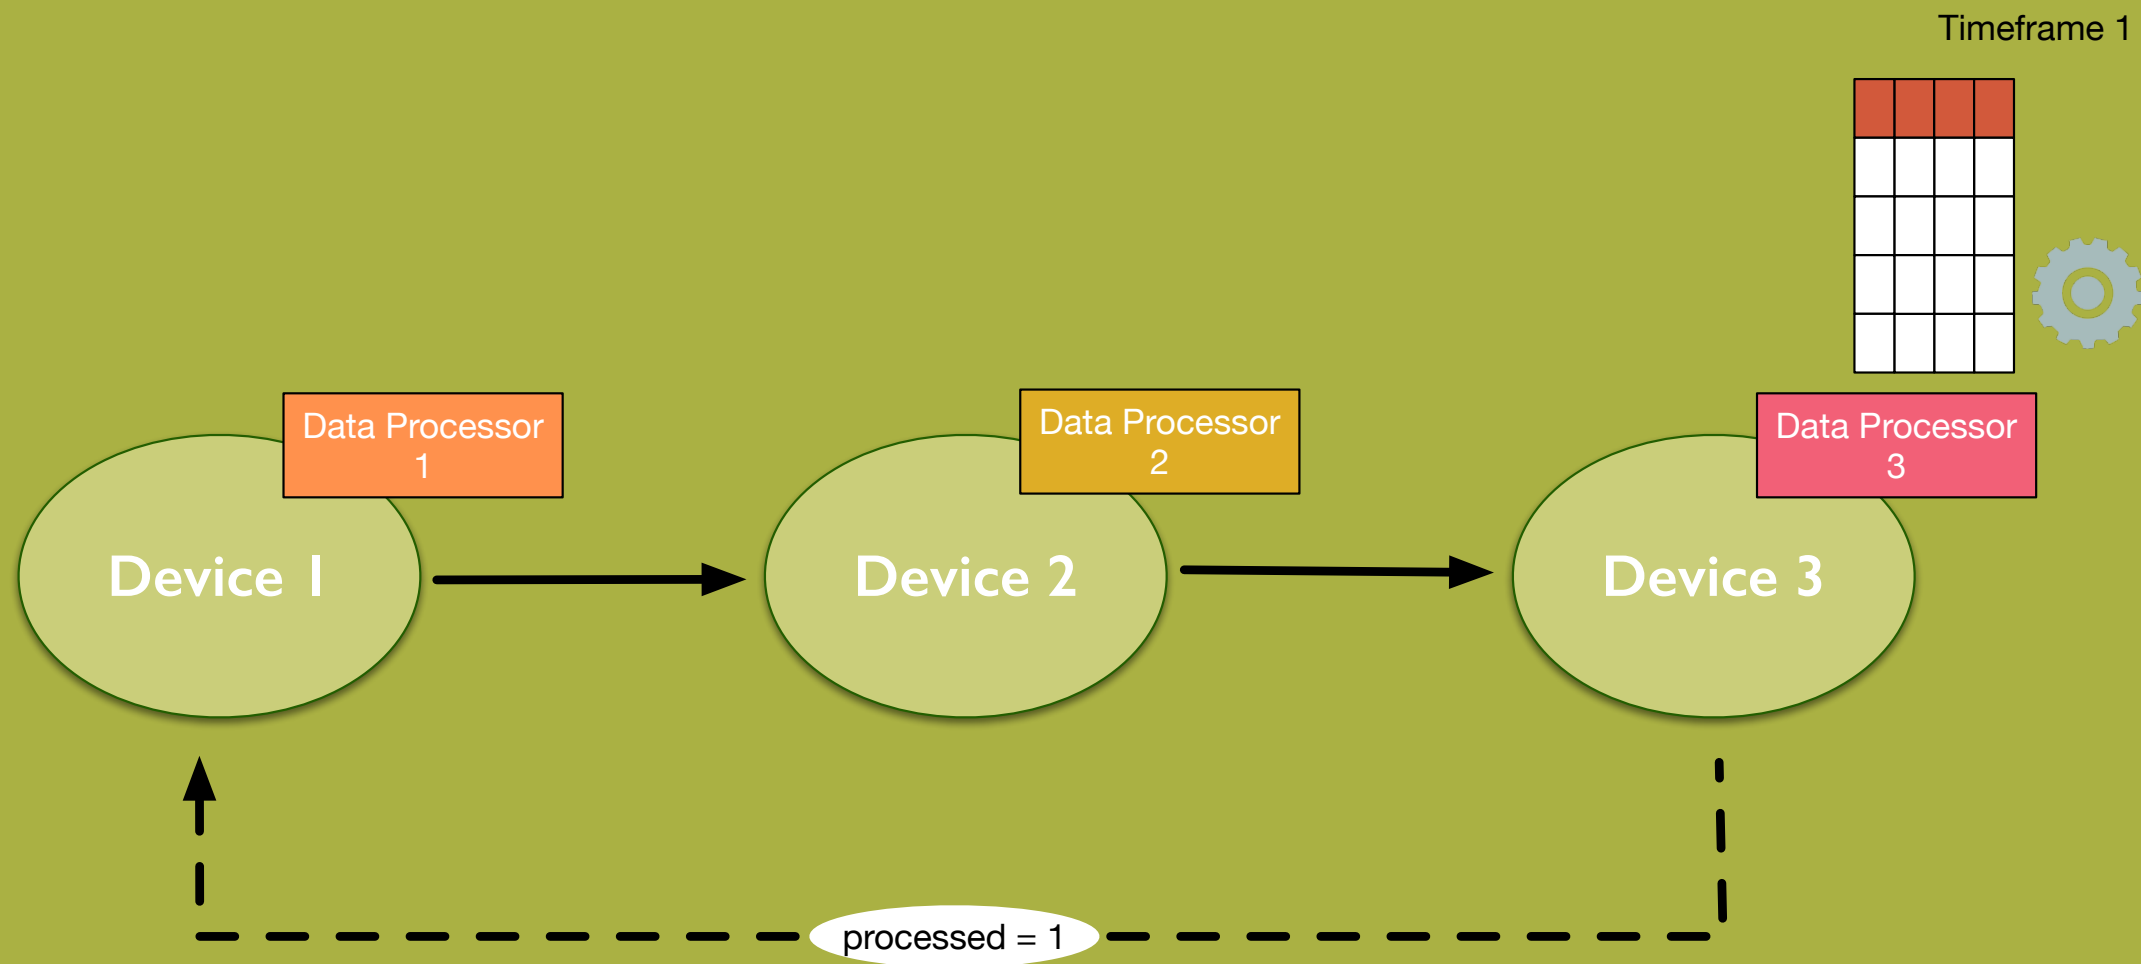 Timeframe 1
Data Processor
1
Data Processor
2
Data Processor
3
Device 1
Device 2
Device 3
processed = 1